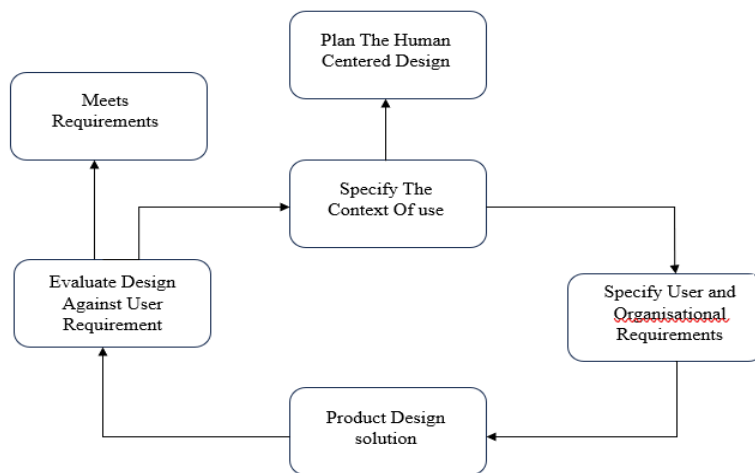 Plan The Human
Centered Design
Meets
Requirements
Specify The
Context Of use
Evaluate Design
Against User
Requirement
Specify User and
Organisational
Requirements
Product Design
solution